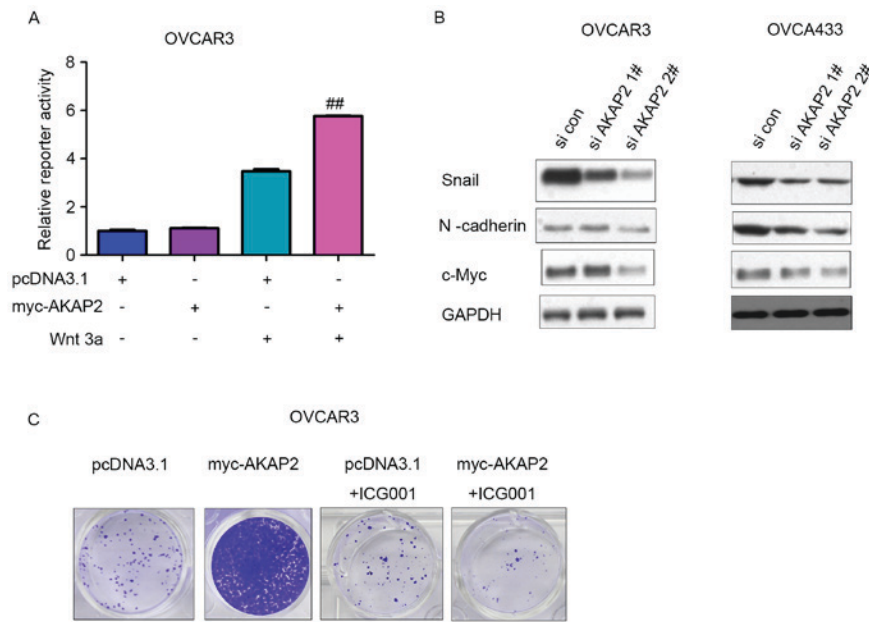 A
OVCAR3
Relative reporter activity
8
6
4
2
0
##
pcDNA3.1 + - + -
myc-AKAP2 - + - +
Wnt 3a - - + +
B
OVCAR3 OVCA433
si con si AKAP2 1# si AKAP2 2# si con si AKAP2 1# si AKAP2 2#
Snail
N -cadherin
c-Myc
GAPDH
C
OVCAR3
pcDNA3.1 myc-AKAP2 pcDNA3.1 myc-AKAP2
+ICG001 +ICG001